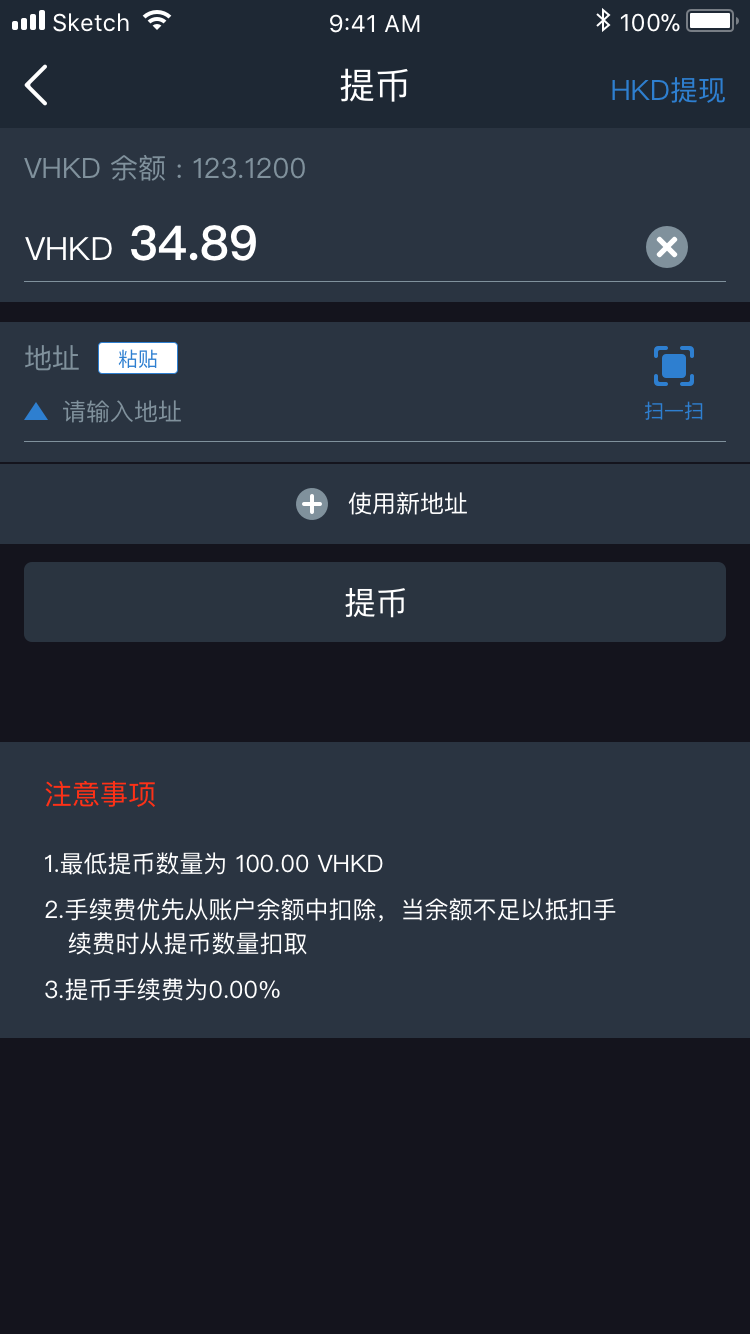 Sketch 9:41 AM 100%
提币 HKD提现
VHKD 余额：123.1200
VHKD 34.89
地址 粘贴
请输入地址 扫一扫
使用新地址
提币
注意事项
1.最低提币数量为 100.00 VHKD
2.手续费优先从账户余额中扣除，当余额不足以抵扣手
续费时从提币数量扣取
3.提币手续费为0.00%